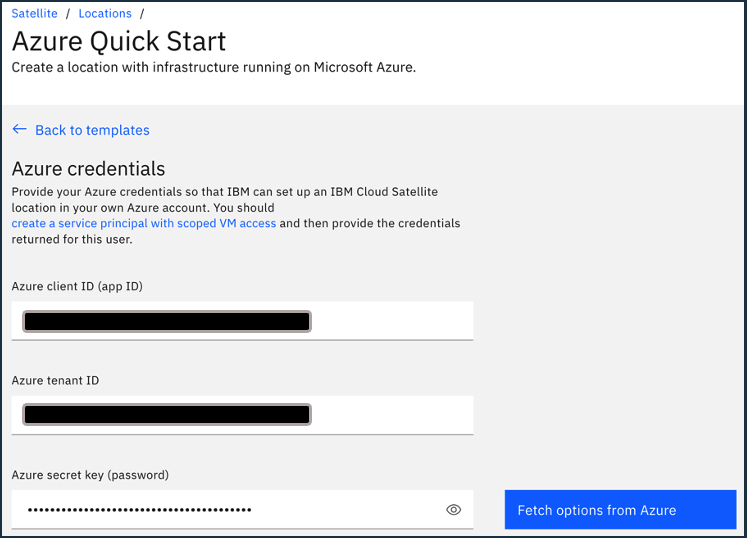 Satellite / Locations /
Azure Quick Start
Create a location with infrastructure running on Microsoft Azure.
← Back to templates
Azure credentials
Provide your Azure credentials so that IBM can set up an IBM Cloud Satellite
location in your own Azure account. You should
create a service principal with scoped VM access and then provide the credentials
returned for this user.
Azure client ID (app ID)
Azure tenant ID
Azure secret key (password)
Fetch options from Azure